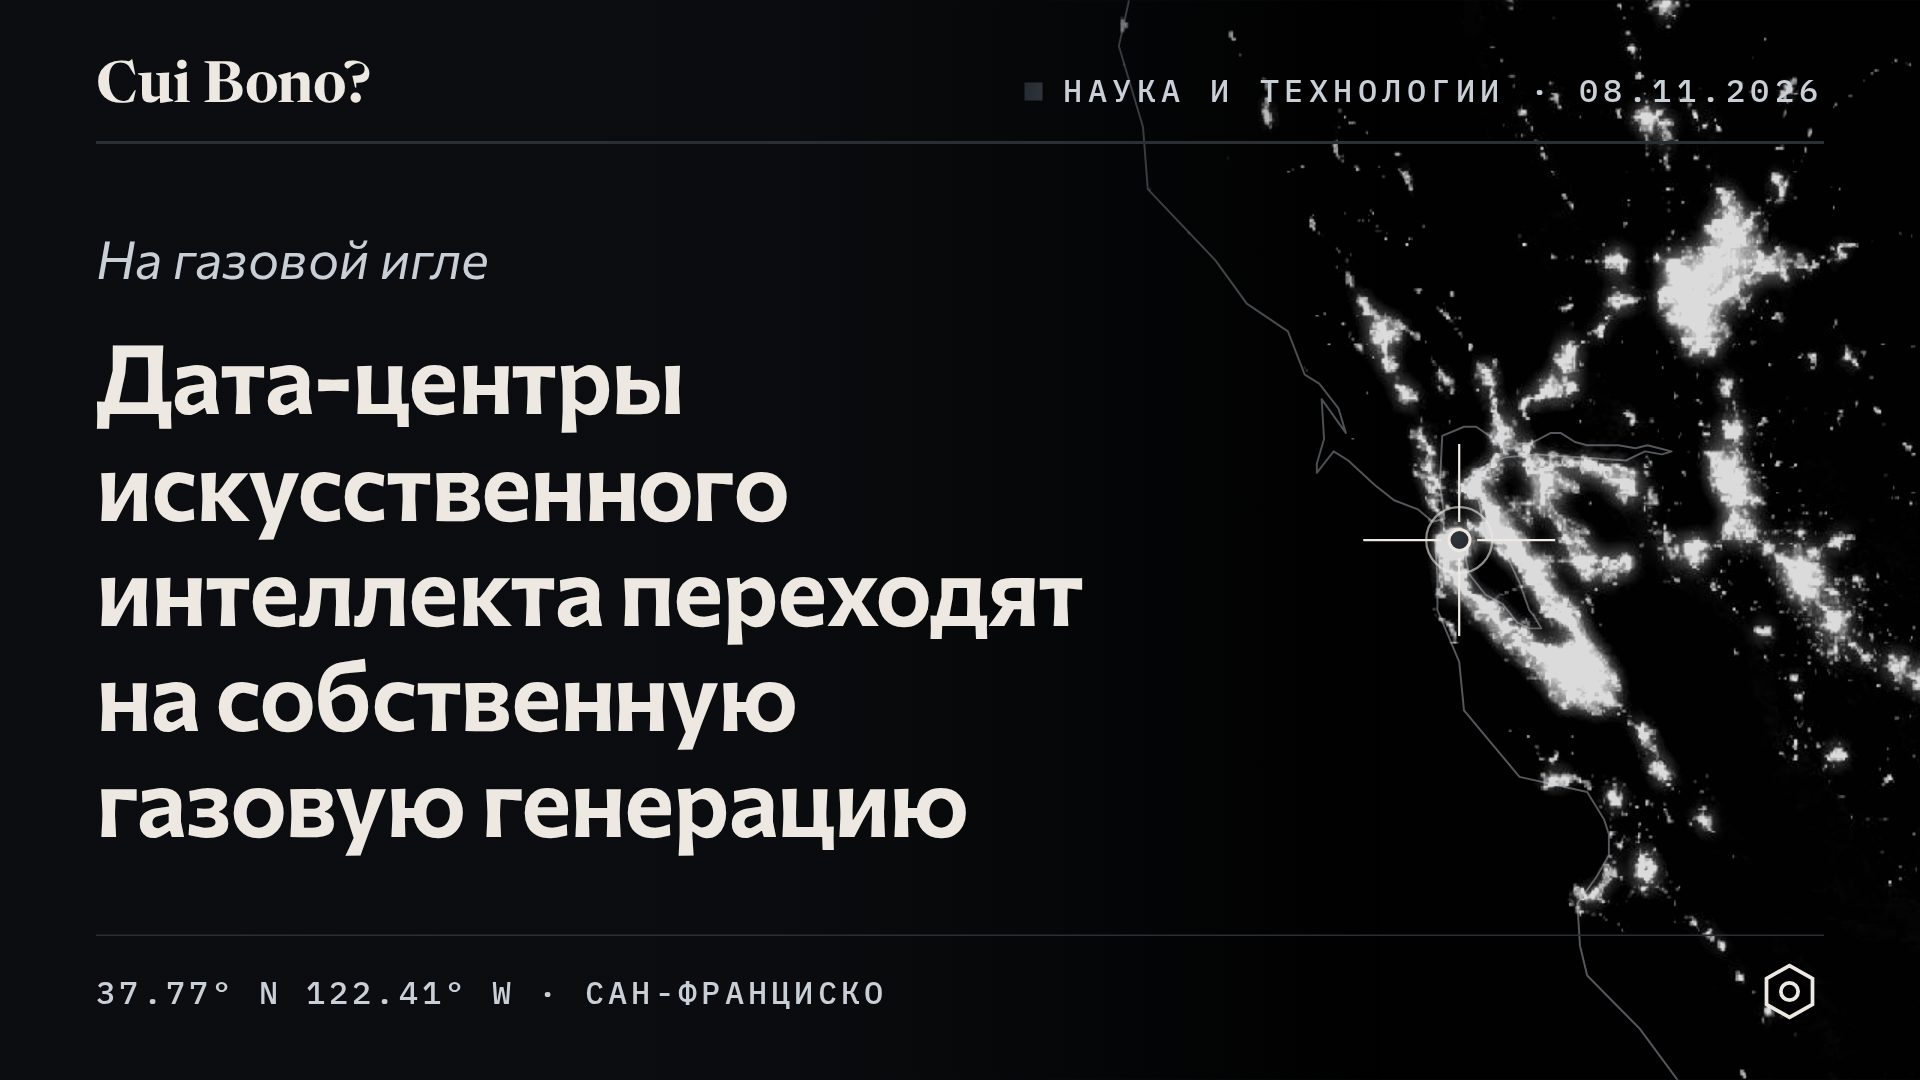 Cui Bono?
НАУКА И ТЕХНОЛОГИИ · 08.11.2026
На газовой игле
Дата-центры
искусственного
интеллекта переходят
на собственную
газовую генерацию
37.77° N 122.41° W · САН-ФРАНЦИСКО